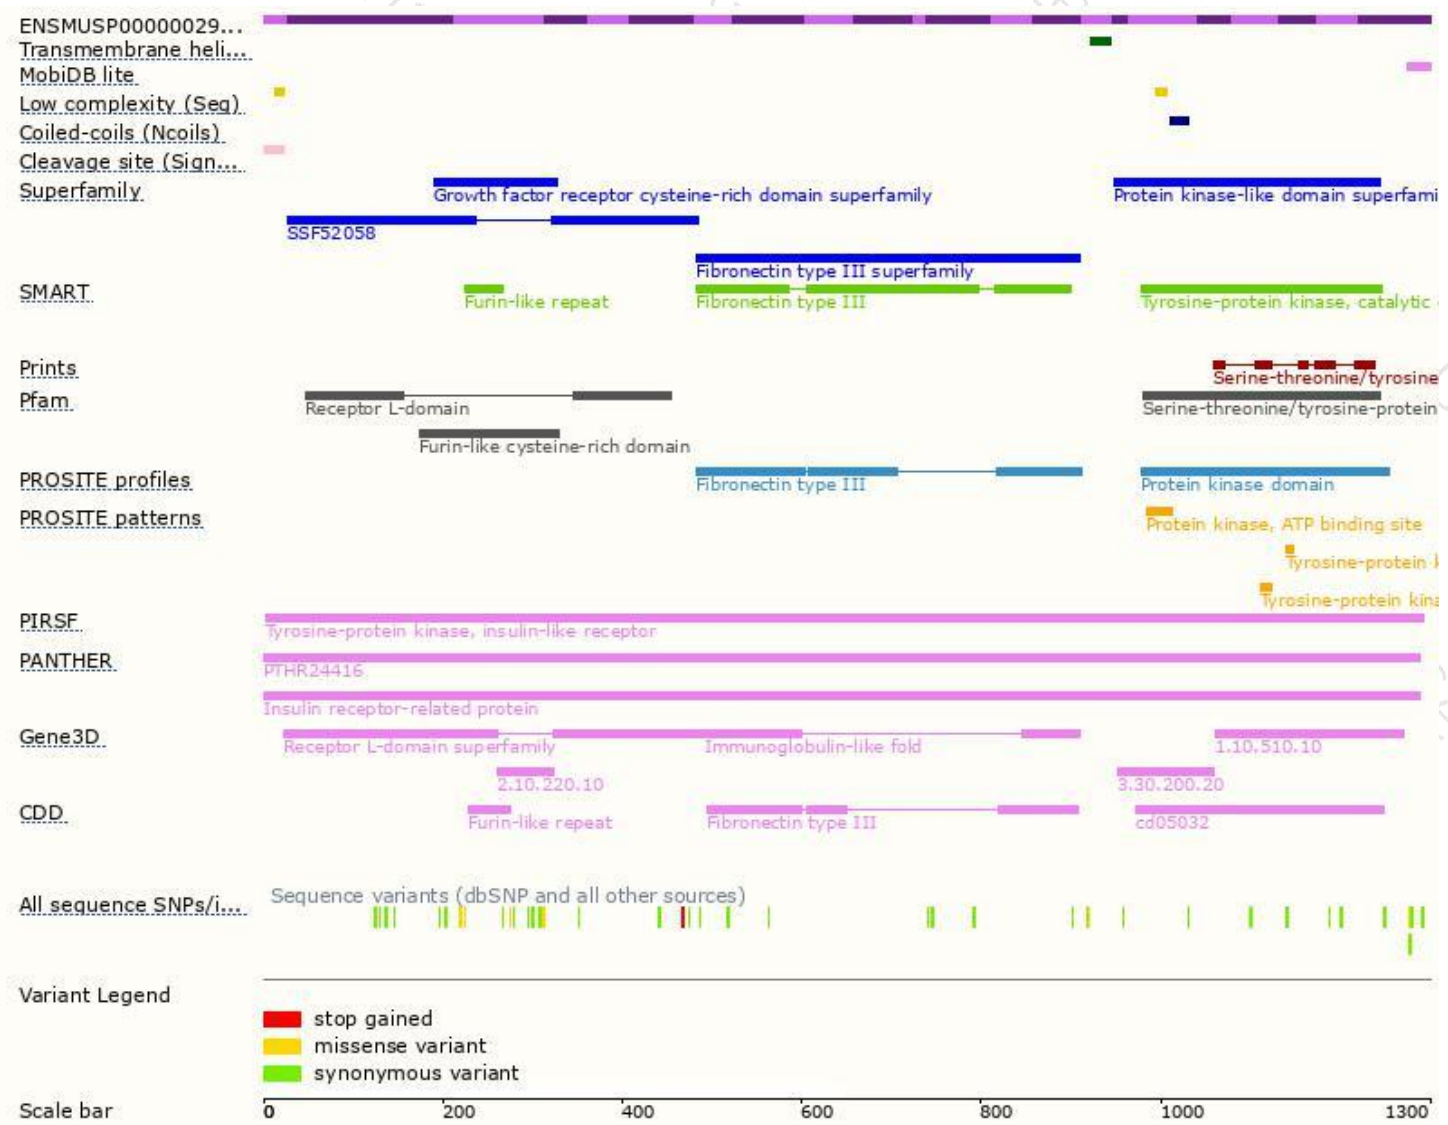 ENSMUSP00000029...
Transmembrane heli...
MobiDB lite
Low complexity (Seg)
Coiled-coils (Ncoils)
Cleavage site (Sign...
Superfamily
Growth factor receptor cysteine-rich domain superfamily
Protein kinase-like domain superfami
SSF52058
Fibronectin type III superfamily
SMART
Furin-like repeat
Fibronectin type III
Tyrosine-protein kinase, catalytic
Prints
Serine-threonine/tyrosine
Pfam
Receptor L-domain
Serine-threonine/tyrosine-protein
Furin-like cysteine-rich domain
PROSITE profiles
Fibronectin type III
Protein kinase domain
PROSITE patterns
Protein kinase, ATP binding site
Tyrosine-protein k
Tyrosine-protein kina
PIRSF
Tyrosine-protein kinase, insulin-like receptor
PANTHER
PTHR24416
Insulin receptor-related protein
Gene3D
Receptor L-domain superfamily
Immunoglobulin-like fold
1.10.510.10
2.10.220.10
3.30.200.20
CDD
Furin-like repeat
Fibronectin type III
cd05032
All sequence SNPs/i...
Sequence variants (dbSNP and all other sources)
Variant Legend
stop gained
missense variant
synonymous variant
Scale bar
0 200 400 600 800 1000 1300